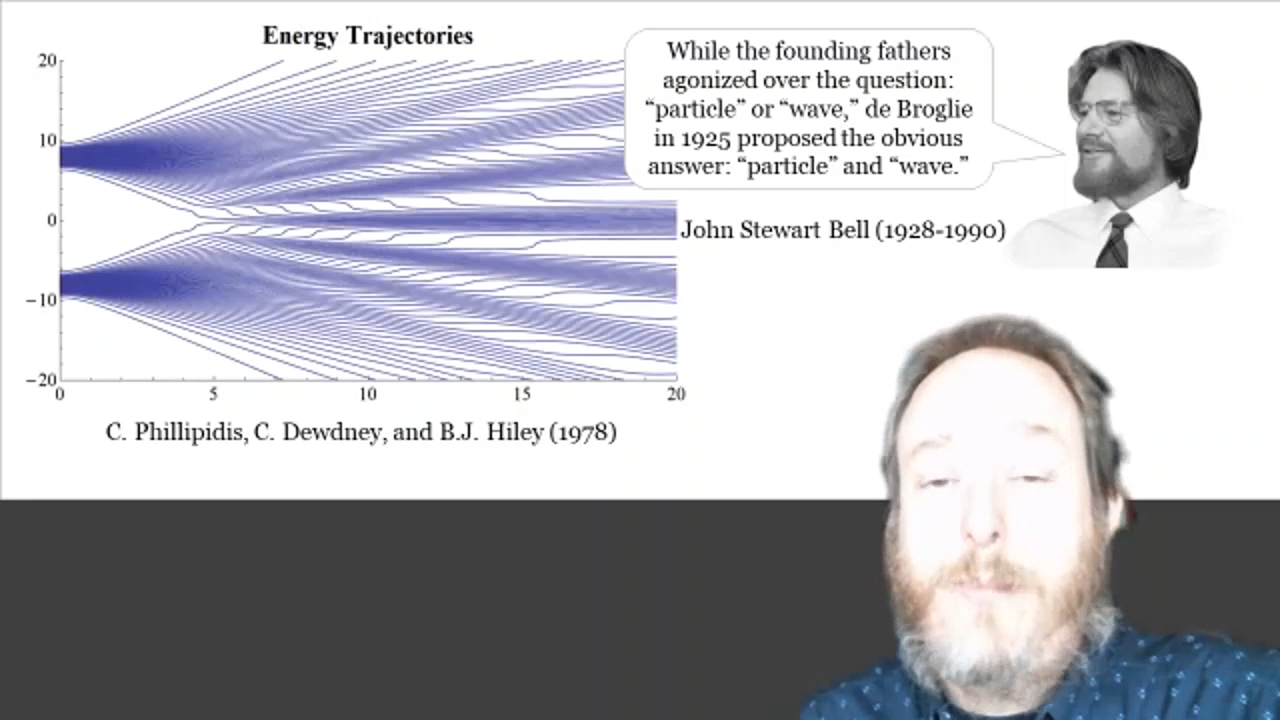 Energy Trajectories
20
10
0
−10
−20
0
5
10
15
20
C. Phillipidis, C. Dewdney, and B.J. Hiley (1978)
While the founding fathers
agonized over the question:
“particle” or “wave,” de Broglie
in 1925 proposed the obvious
answer: “particle” and “wave.”
John Stewart Bell (1928-1990)